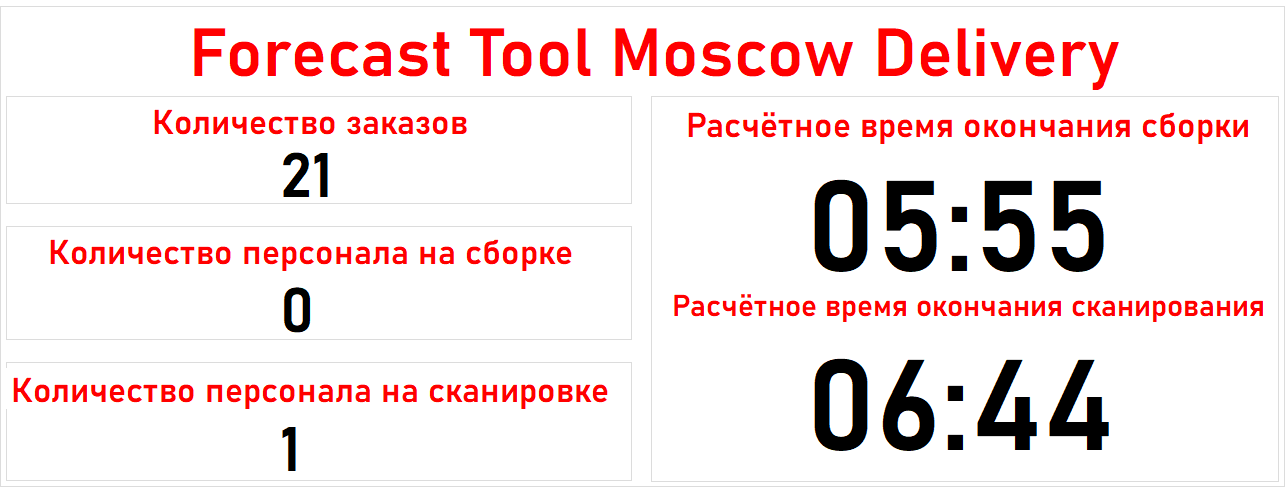 Forecast Tool Moscow Delivery
Количество заказов
21
Количество персонала на сборке
0
Количество персонала на сканировке
1
Расчётное время окончания сборки
05:55
Расчётное время окончания сканирования
06:44